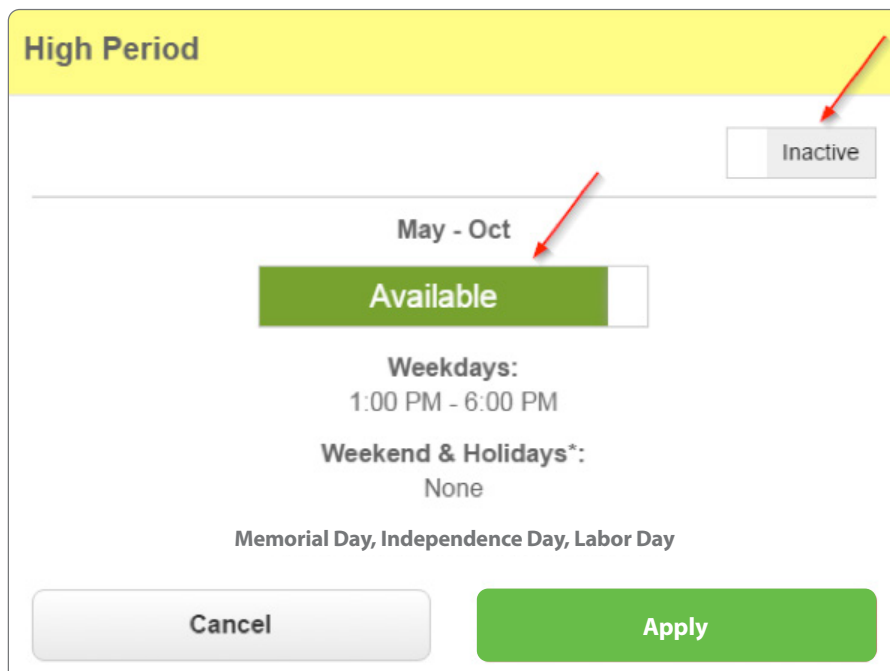 High Period
Inactive
May - Oct
Available
Weekdays:
1:00 PM - 6:00 PM
Weekend & Holidays*:
None
Memorial Day, Independence Day, Labor Day
Cancel
Apply